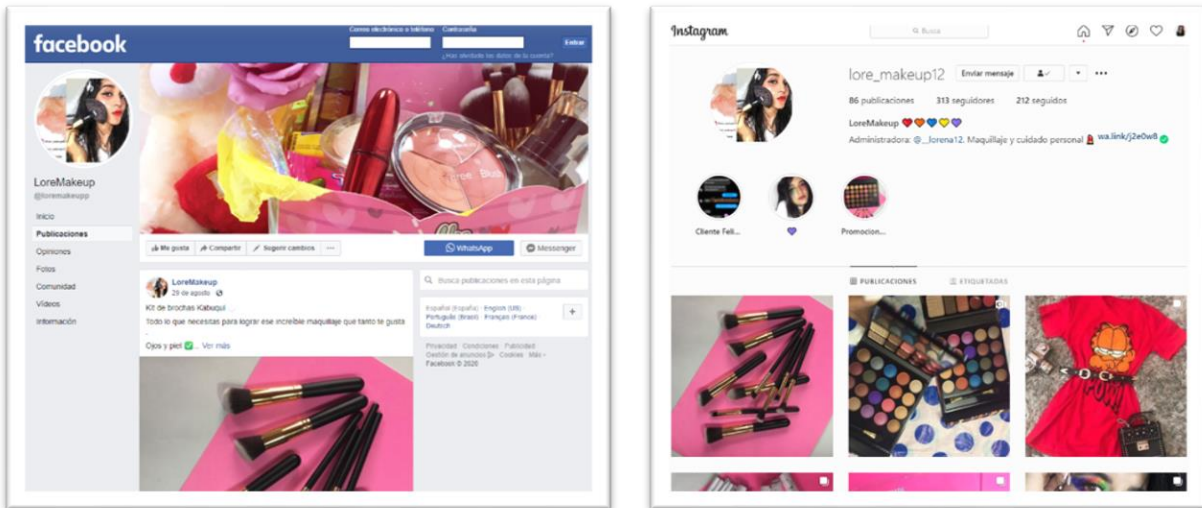 facebook
Correo electrónico o teléfono Contraseña
Entrar
¿Has olvidado los datos de la cuenta?
LoreMakeup
@loremakeupp
Inicio
Publicaciones
Opiniones
Fotos
Comunidad
Vídeos
Información
Me gusta Compartir Sugerir cambios ...
WhatsApp Messenger
LoreMakeup
29 de agosto
Kit de brochas Kabuqui
Todo lo que necesitas para lograr ese increíble maquillaje que tanto te gusta
.
Ojos y piel ✅... Ver más
Busca publicaciones en esta página
Español (España) · English (US) ·
Português (Brasil) · Français (France) ·
Deutsch
Privacidad · Condiciones · Publicidad ·
Gestión de anuncios · Cookies · Más
Facebook © 2020
Instagram
Busca
lore_makeup12 Enviar mensaje
86 publicaciones 313 seguidores 212 seguidos
LoreMakeup
Administradora: @__lorena12. Maquillaje y cuidado personal wa.link/j2e0w8
Cliente Feli...
Promocion...
PUBLICACIONES ETIQUETADAS